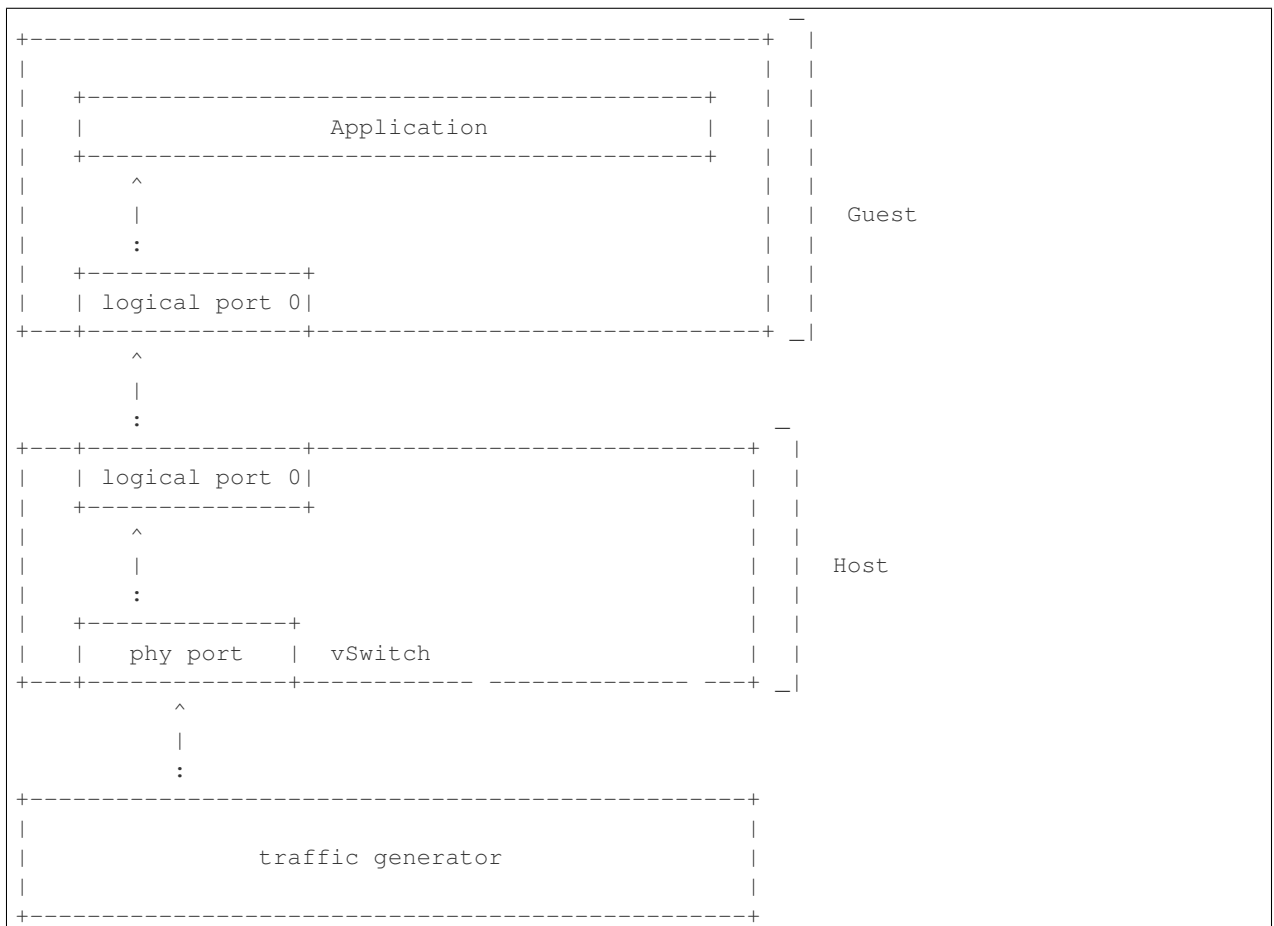 Application
Guest
logical port 0
logical port 0
Host
phy port vSwitch
traffic generator